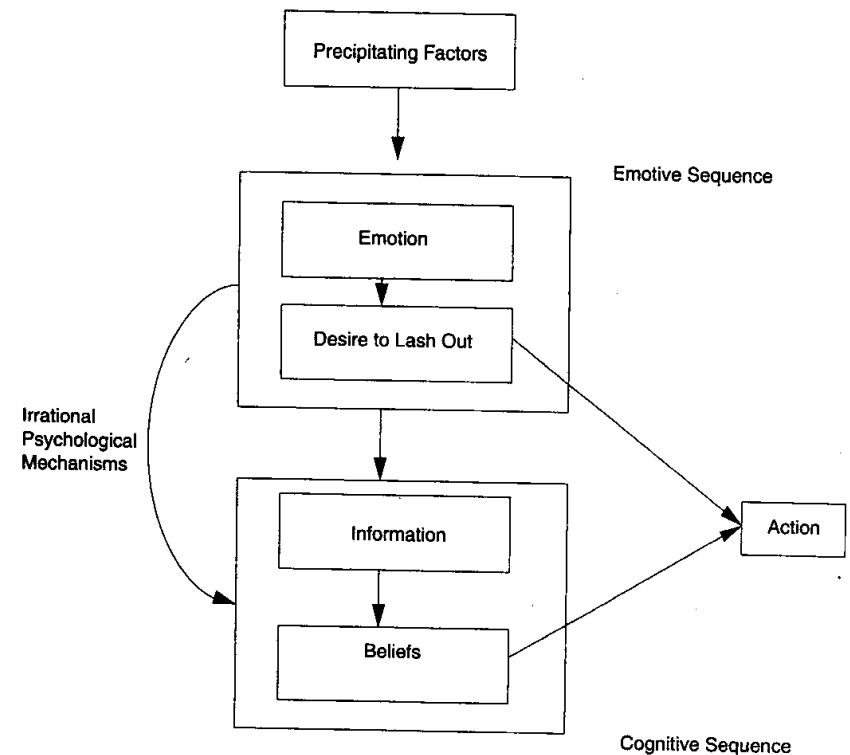 Precipitating Factors
Emotive Sequence
Emotion
Desire to Lash Out
Irrational
Psychological
Mechanisms
Information
Action
Beliefs
Cognitive Sequence